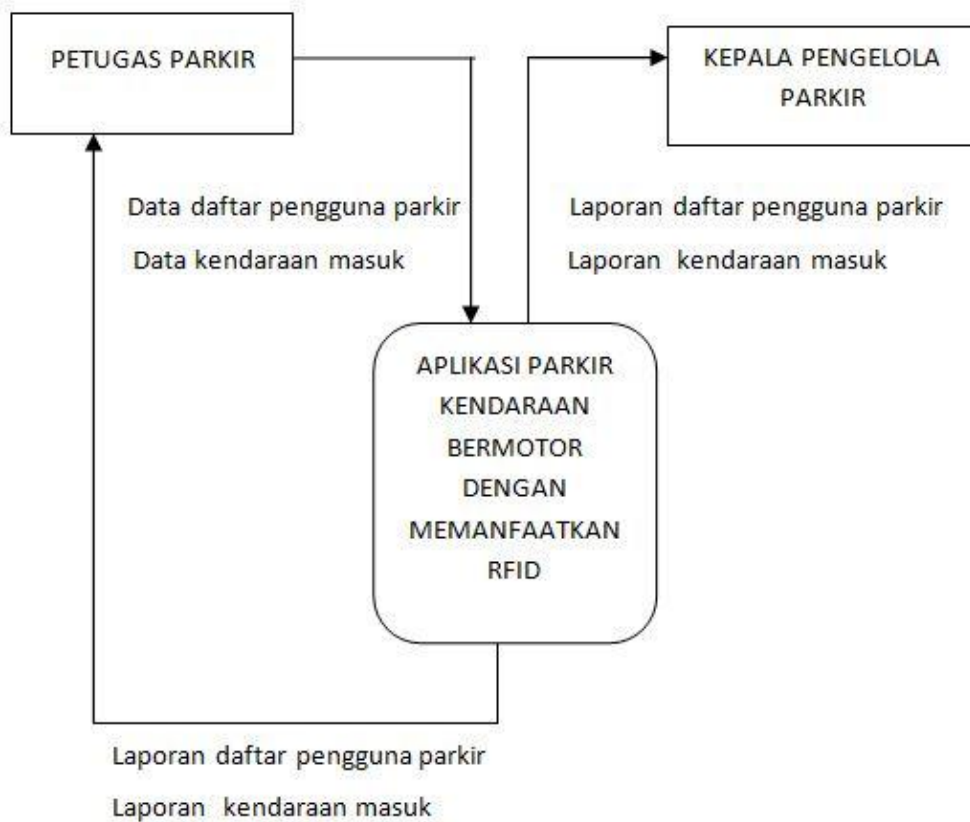 PETUGAS PARKIR
KEPALA PENGELOLA
PARKIR
Data daftar pengguna parkir
Data kendaraan masuk
Laporan daftar pengguna parkir
Laporan kendaraan masuk
APLIKASI PARKIR
KENDARAAN
BERMOTOR
DENGAN
MEMANFAATKAN
RFID
Laporan daftar pengguna parkir
Laporan kendaraan masuk